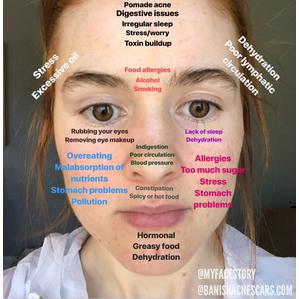 Pomade acne
Digestive issues
Irregular sleep
Stress/worry
Toxin buildup
Stress
Excessive oil
Dehydration
Poor lymphatic
circulation
Food allergies
Alcohol
Smoking
Rubbing your eyes
Removing eye makeup
Lack of sleep
Dehydration
Indigestion
Poor circulation
Blood pressure
Overeating
Malabsorption of
nutrients
Stomach problems
Pollution
Allergies
Too much sugar
Stress
Stomach
problems
Constipation
Spicy or hot food
Hormonal
Greasy food
Dehydration
@MYFACESTORY
@BANISHACNESCARS.COM